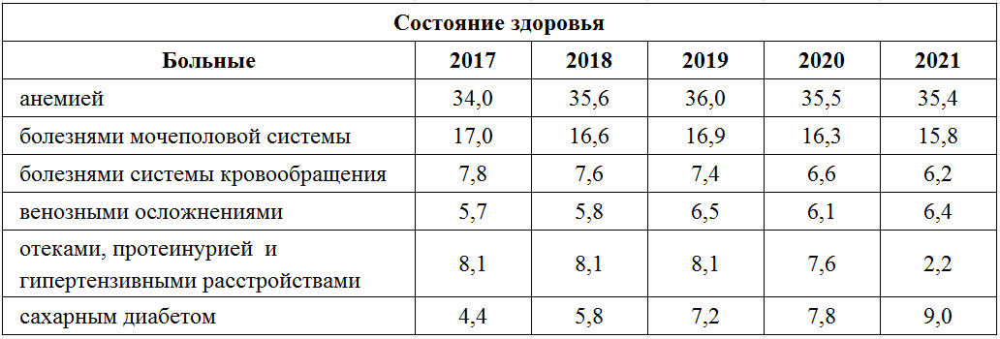 Состояние здоровья
Больные 2017 2018 2019 2020 2021
анемией 34,0 35,6 36,0 35,5 35,4
болезнями мочеполовой системы 17,0 16,6 16,9 16,3 15,8
болезнями системы кровообращения 7,8 7,6 7,4 6,6 6,2
венозными осложнениями 5,7 5,8 6,5 6,1 6,4
отеками, протеинурией и
гипертензивными расстройствами 8,1 8,1 8,1 7,6 2,2
сахарным диабетом 4,4 5,8 7,2 7,8 9,0